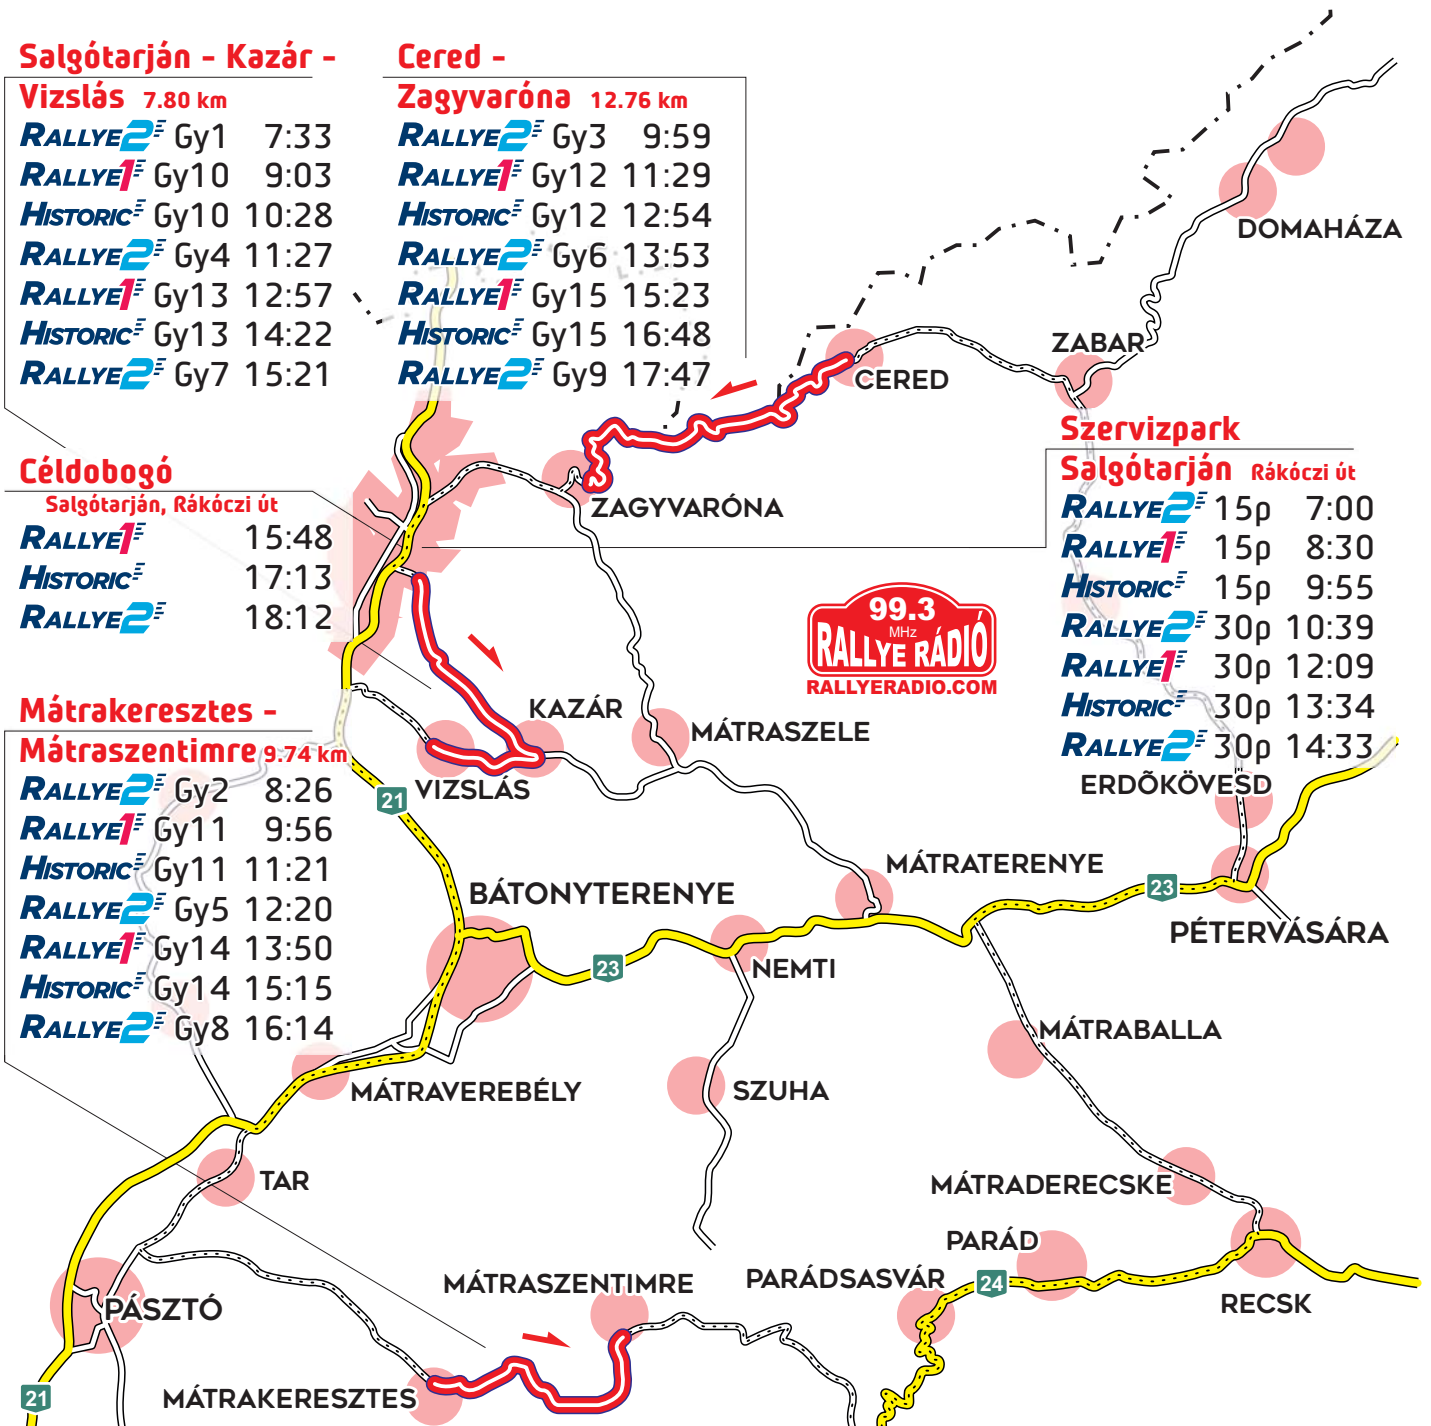 Salgótarján - Kazár -
Vizslás 7.80 km
RALLYE2 Gy1 7:33
RALLYE1 Gy10 9:03
HISTORIC Gy10 10:28
RALLYE2 Gy4 11:27
RALLYE1 Gy13 12:57
HISTORIC Gy13 14:22
RALLYE2 Gy7 15:21
Cered -
Zagyvaróna 12.76 km
RALLYE2 Gy3 9:59
RALLYE1 Gy12 11:29
HISTORIC Gy12 12:54
RALLYE2 Gy6 13:53
RALLYE1 Gy15 15:23
HISTORIC Gy15 16:48
RALLYE2 Gy9 17:47
DOMAHÁZA
ZABAR
CERED
ZAGYVARÓNA
Céldobogó
Salgótarján, Rákóczi út
RALLYE1 15:48
HISTORIC 17:13
RALLYE2 18:12
Szervizpark
Salgótarján Rákóczi út
RALLYE2 15p 7:00
RALLYE1 15p 8:30
HISTORIC 15p 9:55
RALLYE2 30p 10:39
RALLYE1 30p 12:09
HISTORIC 30p 13:34
RALLYE2 30p 14:33
99.3
MHz
RALLYE RÁDIÓ
RALLYERADIO.COM
Mátrakeresztes -
Mátraszentimre 9.74 km
RALLYE2 Gy2 8:26
RALLYE1 Gy11 9:56
HISTORIC Gy11 11:21
RALLYE2 Gy5 12:20
RALLYE1 Gy14 13:50
HISTORIC Gy14 15:15
RALLYE2 Gy8 16:14
KAZÁR
MÁTRASZELE
VIZSLÁS
21
ERDŐKÖVESD
MÁTRATERENYE
BÁTONYTERENYE
23
PÉTERVÁSÁRA
23
NEMTI
MÁTRABALLA
MÁTRAVEREBÉLY
SZUHA
TAR
MÁTRADERECSKE
PARÁD
MÁTRASZENTIMRE
PARÁDSASVÁR
24
RECSK
PÁSZTÓ
MÁTRAKERESZTES
21